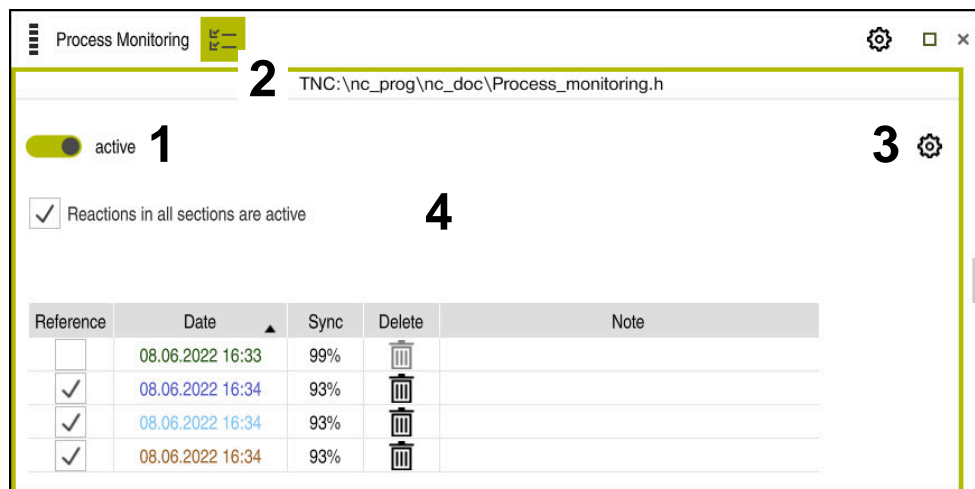 Process Monitoring
2 TNC:\nc_prog\nc_doc\Process_monitoring.h
active 1 3
Reactions in all sections are active 4
Reference Date Sync Delete Note
08.06.2022 16:33 99%
08.06.2022 16:34 93%
08.06.2022 16:34 93%
08.06.2022 16:34 93%